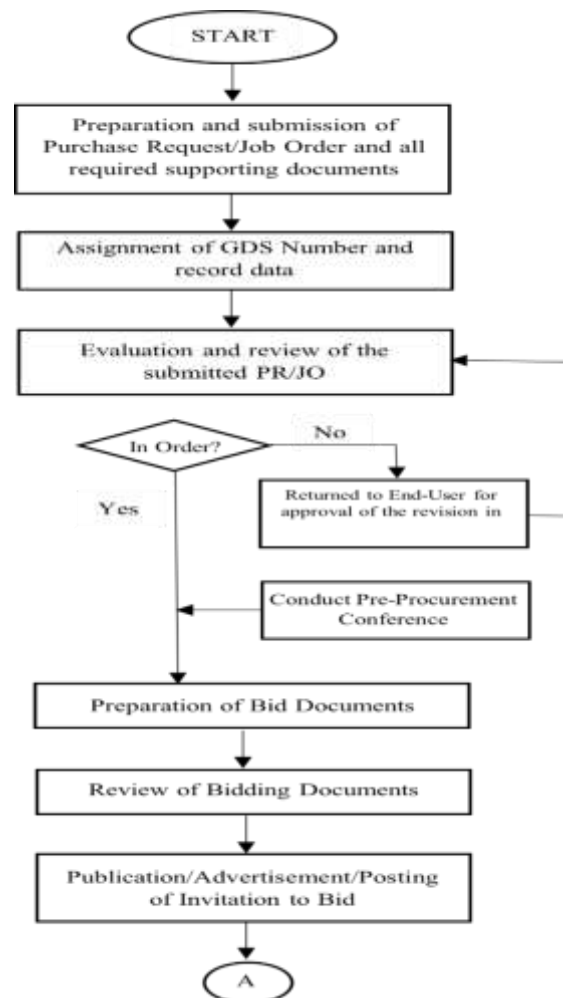 START
Preparation and submission of
Purchase Request/Job Order and all
required supporting documents
Assignment of GDS Number and
record data
Evaluation and review of the
submitted PR/JO
In Order?
No
Yes
Returned to End-User for
approval of the revision in
Conduct Pre-Procurement
Conference
Preparation of Bid Documents
Review of Bidding Documents
Publication/Advertisement/Posting
of Invitation to Bid
A